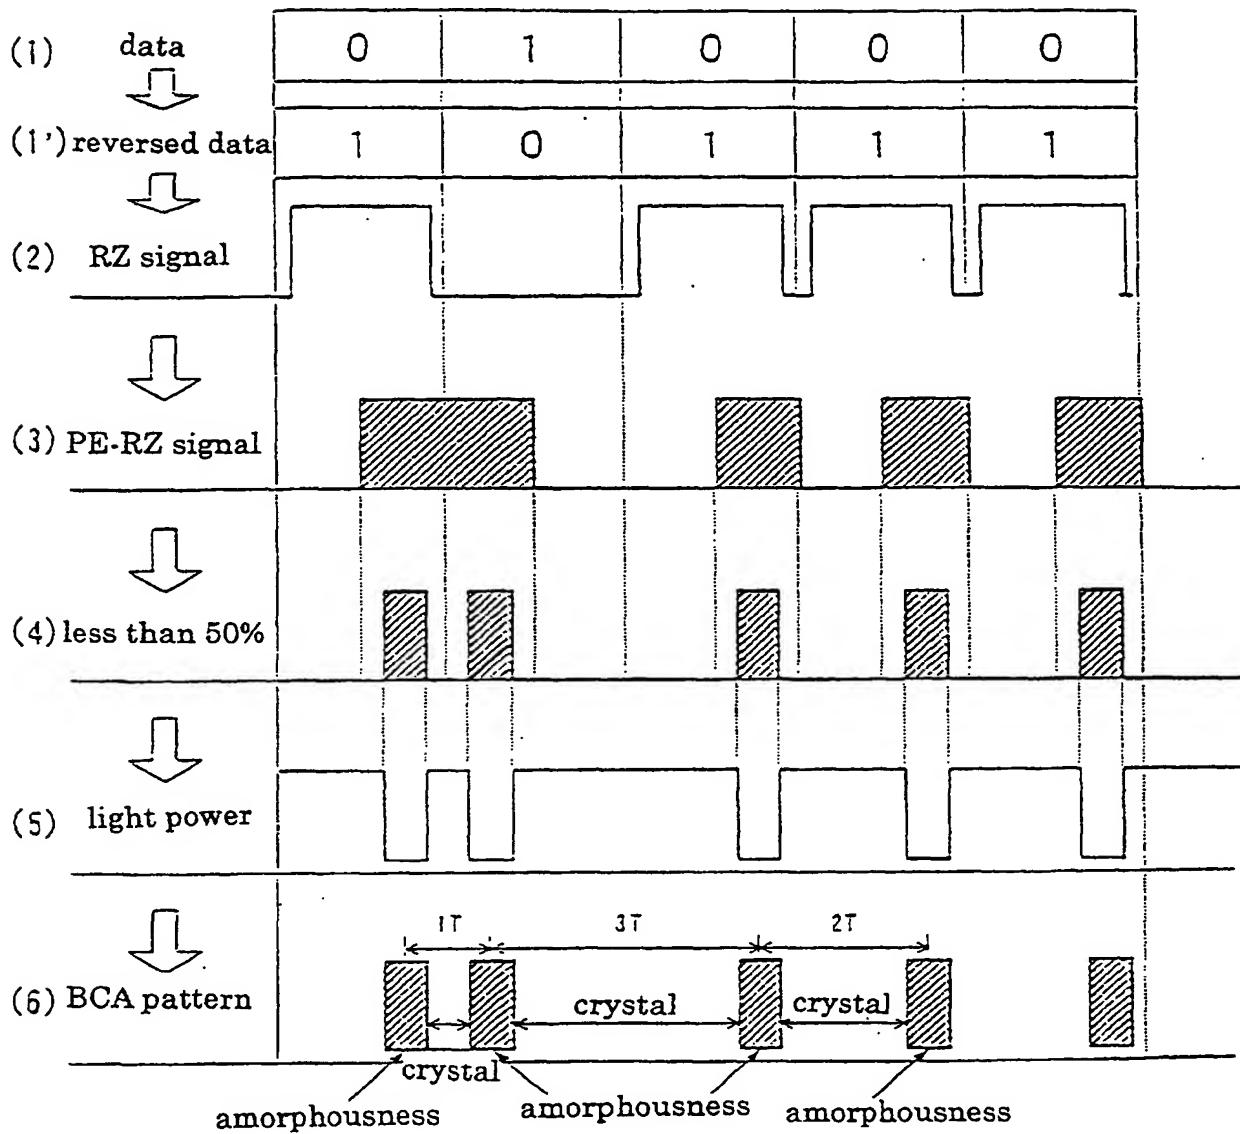 (1) data 0 1 0 0 0
(1') reversed data 1 0 1 1 1
(2) RZ signal
(3) PE-RZ signal
(4) less than 50%
(5) light power
1T 3T 2T
(6) BCA pattern crystal crystal
crystal
amorphousness amorphousness amorphousness